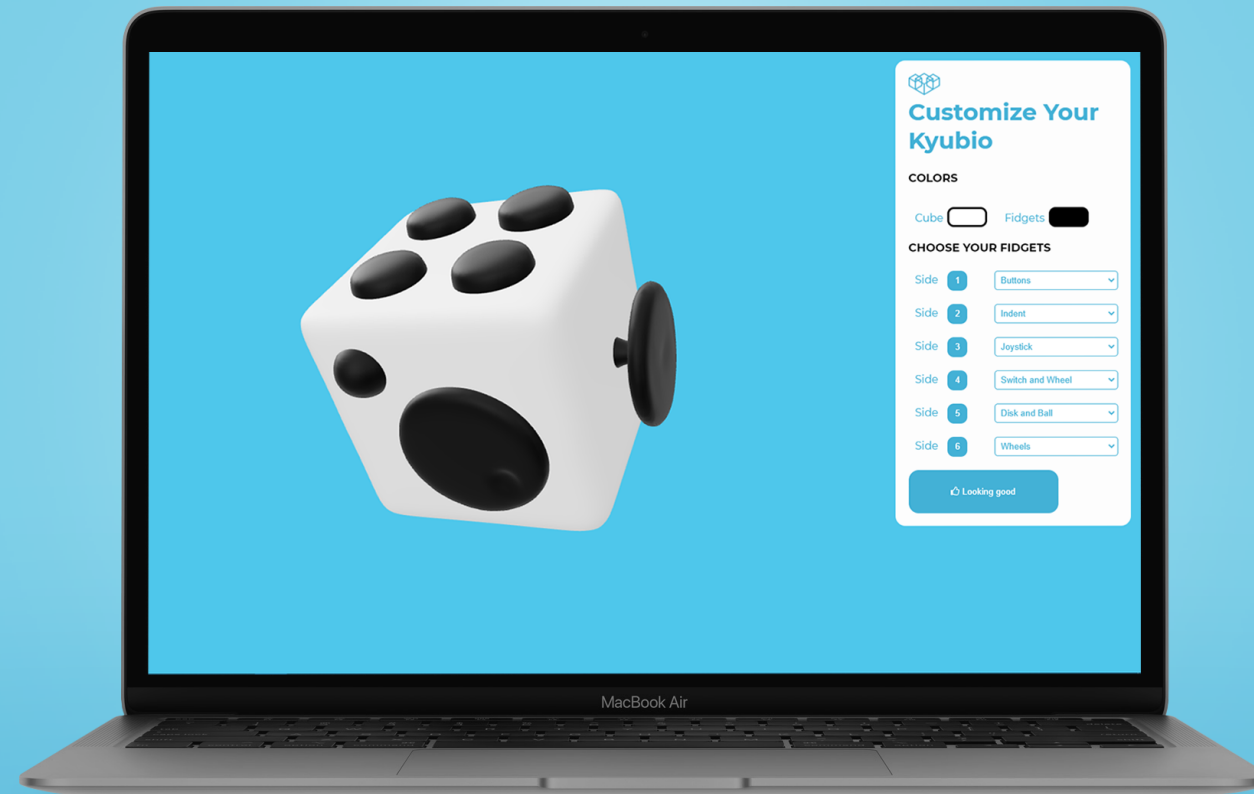 Customize Your
Kyubio
COLORS
Cube Fidgets
CHOOSE YOUR FIDGETS
Side 1 Buttons
Side 2 Indent
Side 3 Joystick
Side 4 Switch and Wheel
Side 5 Disk and Ball
Side 6 Wheels
Looking good
MacBook Air